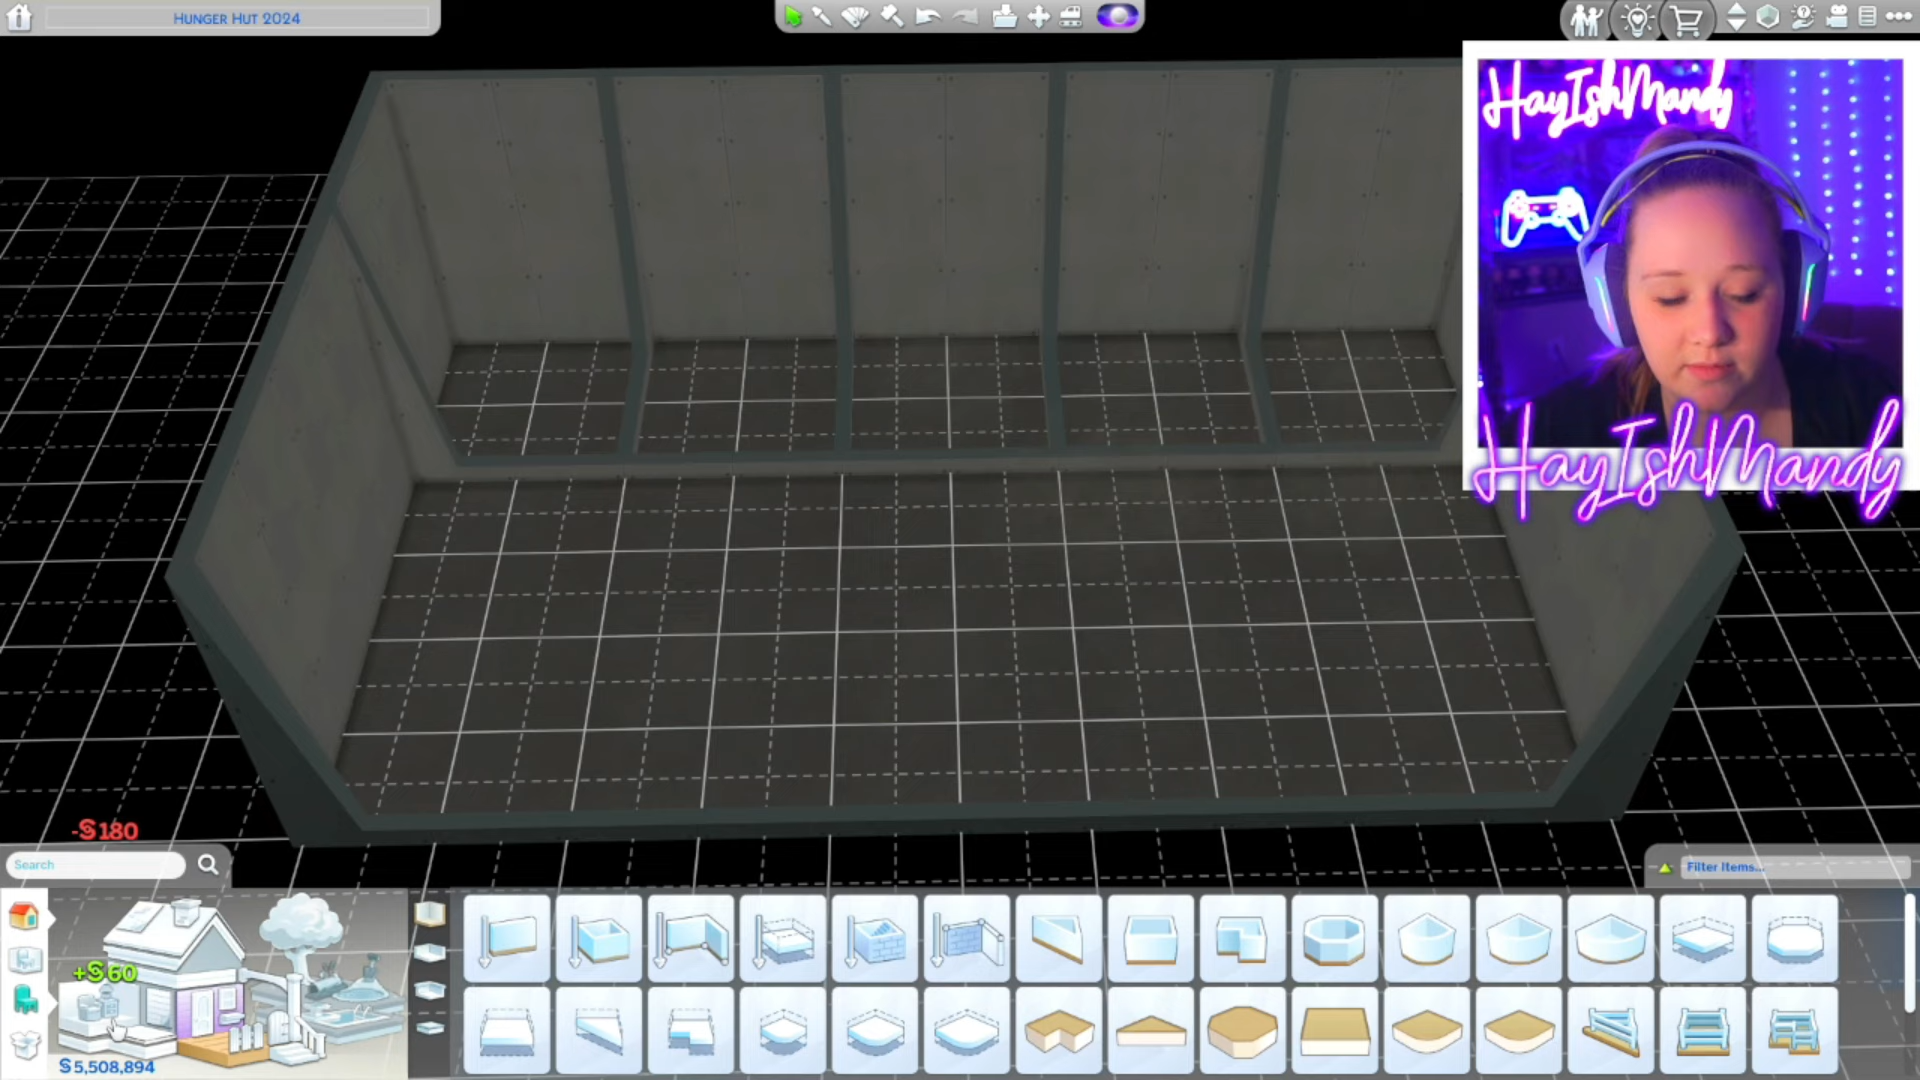 HUNGER HUT 2024
HayIshMandy
HayIshMandy
-§180
Search
Filter Items...
+§60
§5,508,894